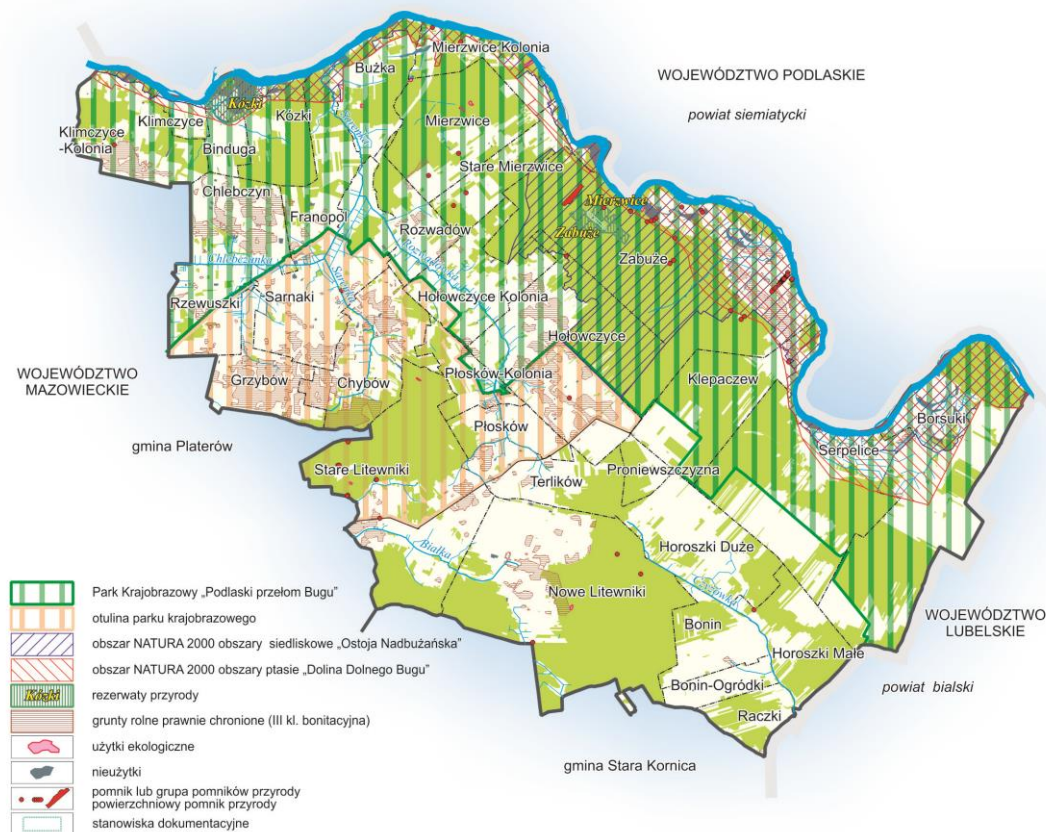 Mierzwice-Kolonia
Bużka
WOJEWÓDZTWO PODLASKIE
powiat siemiatycki
Kózki
Klimczyce
Kózki
Sarenka
Mierzwice
Klimczyce
-Kolonia
Binduga
Stare Mierzwice
Chlebczyn
Mierzwice
Franopol
Rozwadów
Zabuże
Zabuże
Chlebczanka
Rozwadówka
Sarenka
Rzewuszki
Sarnaki
Hołowczyce Kolonia
Hołowczyce
WOJEWÓDZTWO
MAZOWIECKIE
Grzybów
Chybów
Płosków-Kolonia
Klepaczew
Płosków
Borsuki
gmina Platerów
Serpelice
Stare Litewniki
Proniewszczyzna
Terlików
Białka
Horoszki Duże
Nowe Litewniki
WOJEWÓDZTWO
LUBELSKIE
Bonin
Horoszki Małe
Bonin-Ogródki
powiat bialski
Raczki
gmina Stara Kornica
Park Krajobrazowy „Podlaski przełom Bugu”
otulina parku krajobrazowego
obszar NATURA 2000 obszary siedliskowe „Ostoja Nadbużańska”
obszar NATURA 2000 obszary ptasie „Dolina Dolnego Bugu”
Kózki rezerwaty przyrody
grunty rolne prawnie chronione (III kl. bonitacyjna)
użytki ekologiczne
nieużytki
pomnik lub grupa pomników przyrody
powierzchniowy pomnik przyrody
stanowiska dokumentacyjne